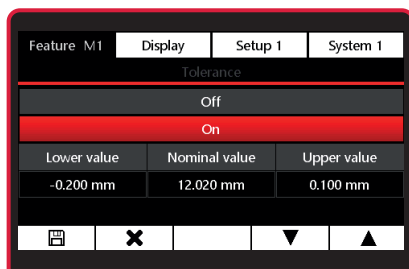 Feature M1 Display Setup 1 System 1
Tolerance
Off
On
Lower value Nominal value Upper value
-0.200 mm 12.020 mm 0.100 mm